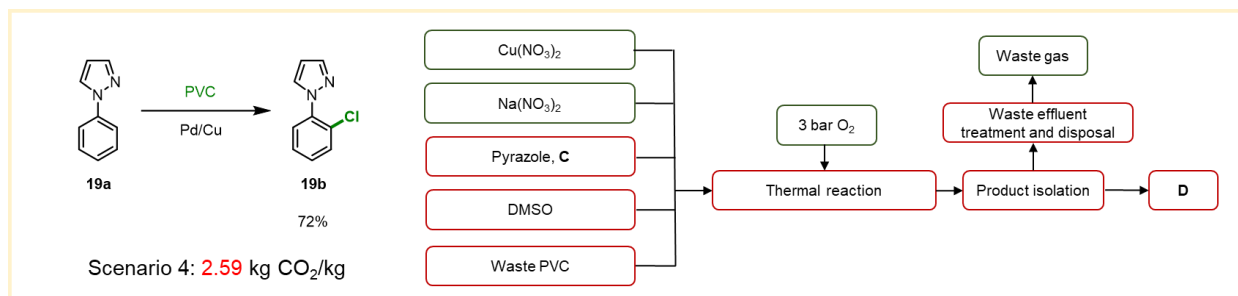 N
N
PVC
Pd/Cu
19a
N
N
Cl
19b
72%
Scenario 4: 2.59 kg CO₂/kg
Cu(NO₃)₂
Na(NO₃)₂
Pyrazole, C
DMSO
Waste PVC
3 bar O₂
Thermal reaction
Product isolation
Waste effluent
treatment and disposal
Waste gas
D